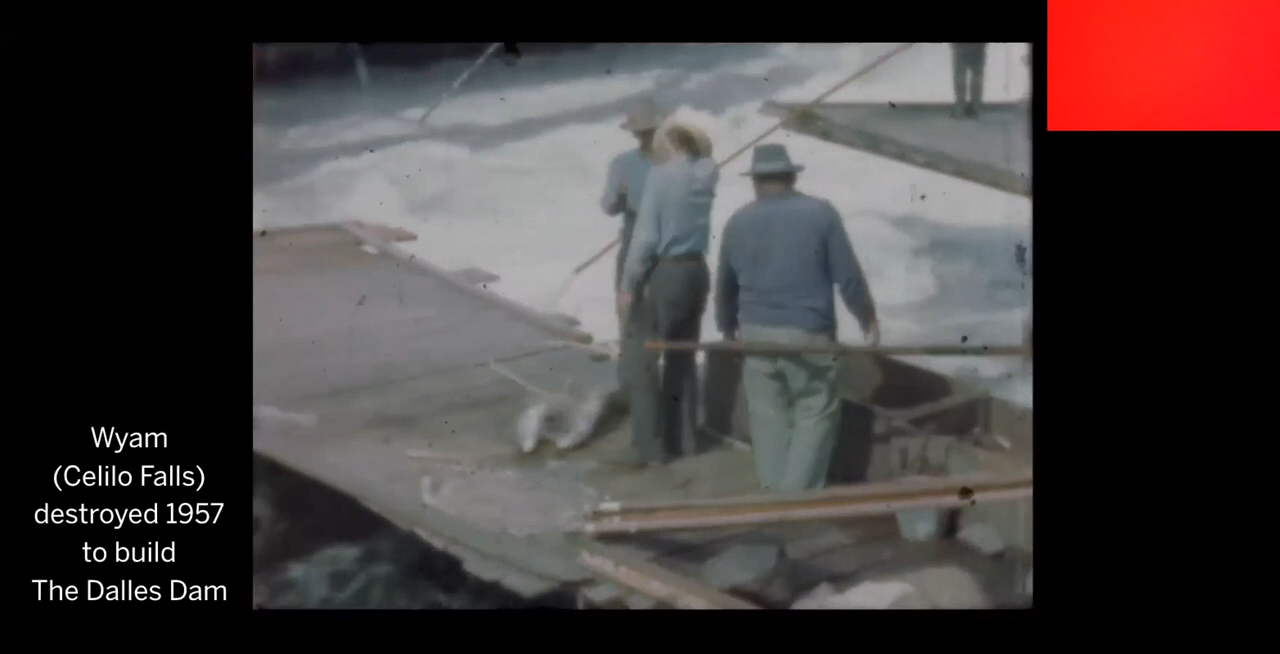 Wyam
(Celilo Falls)
destroyed 1957
to build
The Dalles Dam